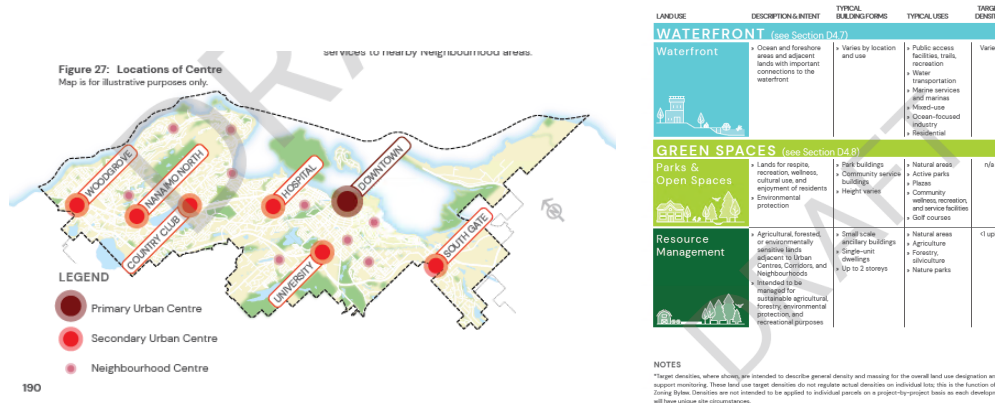 services to nearby Neighbourhood areas.
Figure 27: Locations of Centre
Map is for illustrative purposes only.
WOODGROVE
NANAIMO NORTH
COUNTRY CLUB
HOSPITAL
DOWNTOWN
UNIVERSITY
SOUTH GATE
LEGEND
Primary Urban Centre
Secondary Urban Centre
Neighbourhood Centre
190
DRAFT
LAND USE
DESCRIPTION & INTENT
TYPICAL
BUILDING FORMS
TYPICAL USES
WATERFRONT (see Section D4.7)
Waterfront
» Ocean and foreshore
areas and adjacent
lands with important
connections to the
waterfront
» Varies by location
and use
» Public access
facilities, trails,
recreation
» Water
transportation
» Marine services
and marinas
» Mixed-use
» Ocean-focused
industry
» Residential
GREEN SPACES (see Section D4.8)
Parks &
Open Spaces
» Lands for respite,
recreation, wellness,
cultural use, and
enjoyment of residents
» Environmental
protection
» Park buildings
» Community service
buildings
» Height varies
» Natural areas
» Active parks
» Plazas
» Community
wellness, recreation,
and service facilities
» Golf courses
n/a
Resource
Management
» Agricultural, forested,
or environmentally
sensitive lands
adjacent to Urban
Centres, Corridors, and
Neighbourhoods
» Intended to be
managed for
sustainable agricultural,
forestry, environmental
protection, and
recreational purposes
» Small scale
ancillary buildings
» Single-unit
dwellings
» Up to 2 storeys
» Natural areas
» Agriculture
» Forestry,
silviculture
» Nature parks
<1 up
DRAFT
NOTES
*Target densities, where shown, are intended to describe general density and massing for the overall land use designation an
support monitoring. These land use target densities do not regulate actual densities on individual lots; this is the function of
Zoning Bylaw. Densities are not intended to be applied to individual parcels on a project-by-project basis as each develop
will have unique site circumstances.